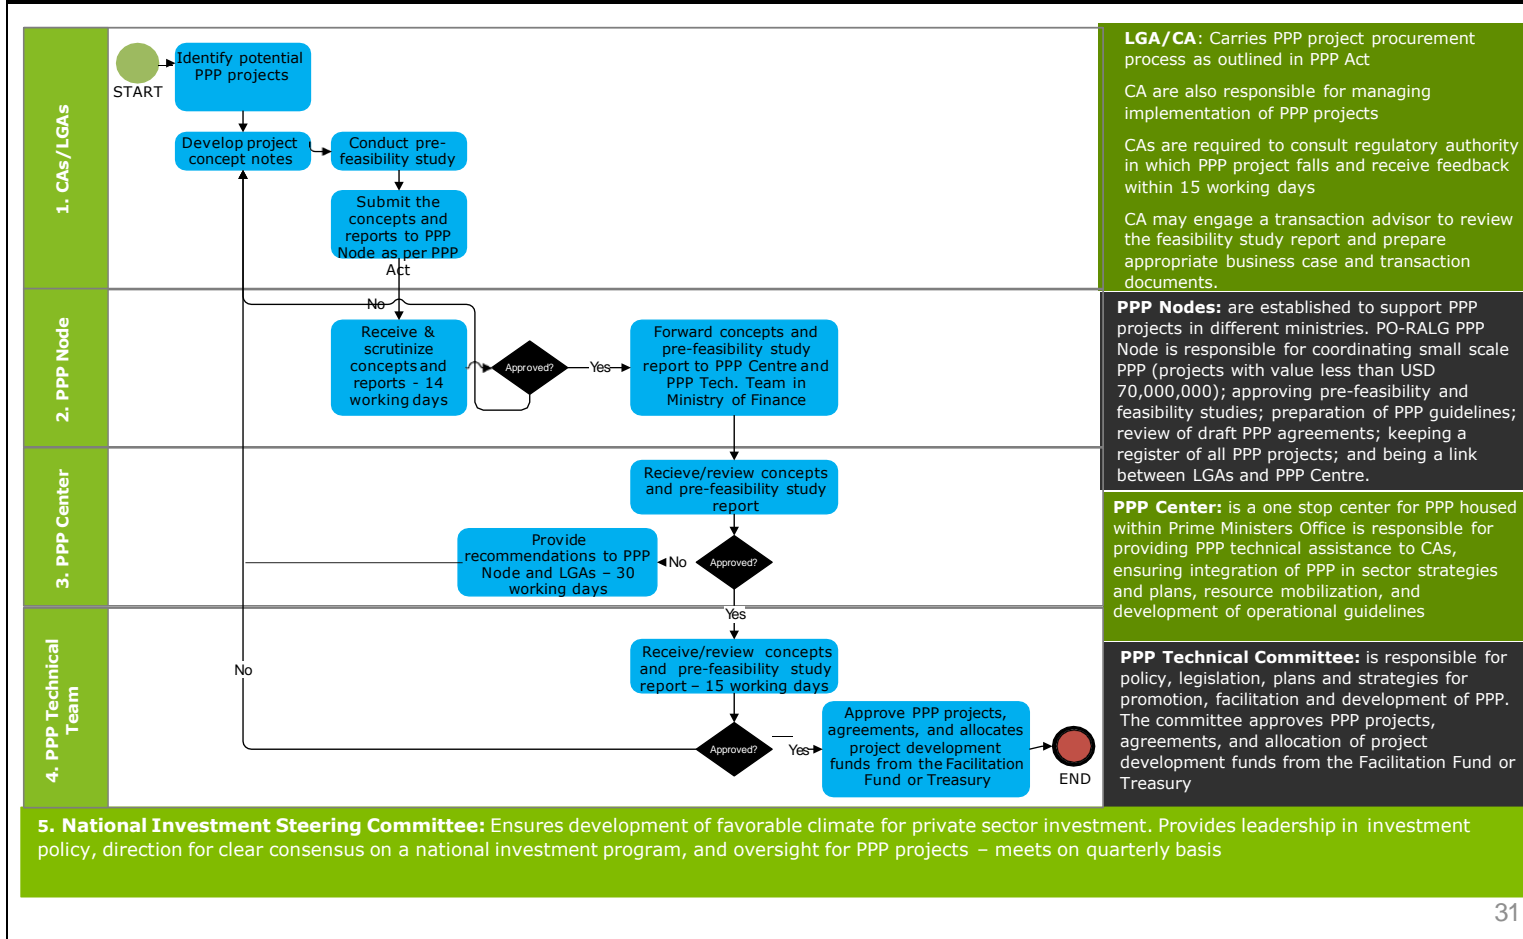 1. CAs/LGAs
START
Identify potential
PPP projects
Develop project
concept notes
Conduct pre-
feasibility study
Submit the
concepts and
reports to PPP
Node as per PPP
Act
LGA/CA: Carries PPP project procurement
process as outlined in PPP Act
CA are also responsible for managing
implementation of PPP projects
CAs are required to consult regulatory authority
in which PPP project falls and receive feedback
within 15 working days
CA may engage a transaction advisor to review
the feasibility study report and prepare
appropriate business case and transaction
documents.
2. PPP Node
No
Receive &
scrutinize
concepts and
reports - 14
working days
Approved?
Yes
Forward concepts and
pre-feasibility study
report to PPP Centre and
PPP Tech. Team in
Ministry of Finance
PPP Nodes: are established to support PPP
projects in different ministries. PO-RALG PPP
Node is responsible for coordinating small scale
PPP (projects with value less than USD
70,000,000); approving pre-feasibility and
feasibility studies; preparation of PPP guidelines;
review of draft PPP agreements; keeping a
register of all PPP projects; and being a link
between LGAs and PPP Centre.
3. PPP Center
Recieve/review concepts
and pre-feasibility study
report
Approved?
No
Provide
recommendations to PPP
Node and LGAs – 30
working days
Yes
PPP Center: is a one stop center for PPP housed
within Prime Ministers Office is responsible for
providing PPP technical assistance to CAs,
ensuring integration of PPP in sector strategies
and plans, resource mobilization, and
development of operational guidelines
4. PPP Technical
Team
No
Receive/review concepts
and pre-feasibility study
report – 15 working days
Approved?
Yes
Approve PPP projects,
agreements, and allocates
project development
funds from the Facilitation
Fund or Treasury
END
PPP Technical Committee: is responsible for
policy, legislation, plans and strategies for
promotion, facilitation and development of PPP.
The committee approves PPP projects,
agreements, and allocation of project
development funds from the Facilitation Fund or
Treasury
5. National Investment Steering Committee: Ensures development of favorable climate for private sector investment. Provides leadership in investment
policy, direction for clear consensus on a national investment program, and oversight for PPP projects – meets on quarterly basis
31